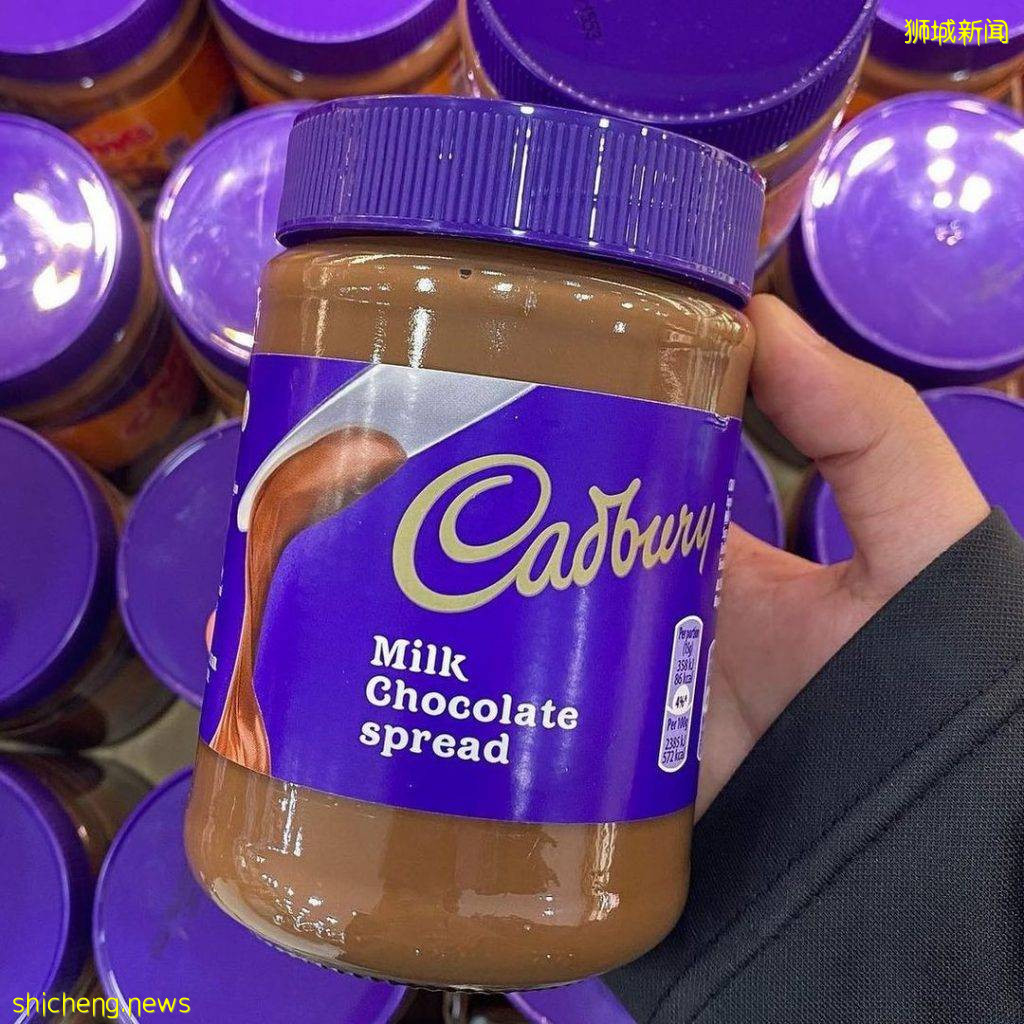 狮城新闻
Cadbury
Milk
Chocolate
spread
Per portion
(15g)
358 kJ
86 kcal
4%*
Per 100g
2385 kJ
572 kcal
shicheng.news